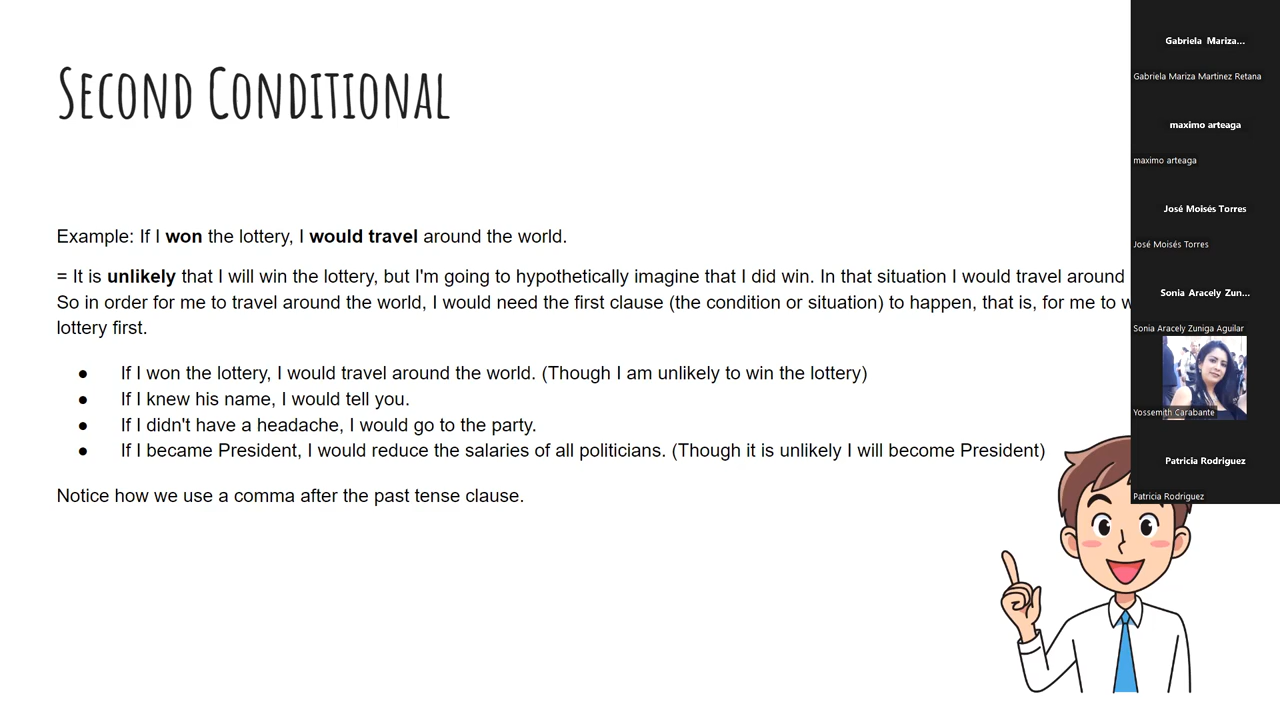 SECOND CONDITIONAL
Example: If I won the lottery, I would travel around the world.
= It is unlikely that I will win the lottery, but I'm going to hypothetically imagine that I did win. In that situation I would travel around
So in order for me to travel around the world, I would need the first clause (the condition or situation) to happen, that is, for me to
lottery first.
● If I won the lottery, I would travel around the world. (Though I am unlikely to win the lottery)
● If I knew his name, I would tell you.
● If I didn't have a headache, I would go to the party.
● If I became President, I would reduce the salaries of all politicians. (Though it is unlikely I will become President)
Notice how we use a comma after the past tense clause.
Gabriela Mariza...
Gabriela Mariza Martinez Retana
maximo arteaga
maximo arteaga
José Moisés Torres
José Moisés Torres
Sonia Aracely Zun...
Sonia Aracely Zuniga Aguilar
Yossemith Carabante
Patricia Rodriguez
Patricia Rodriguez